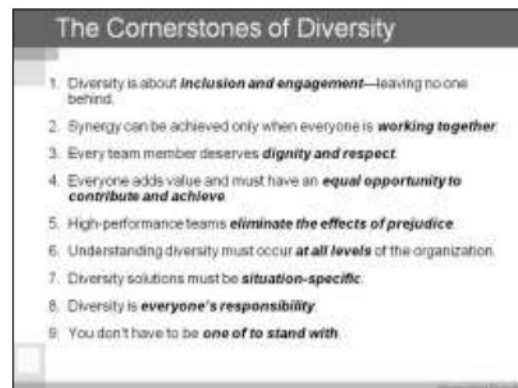 The Cornerstones of Diversity
1. Diversity is about inclusion and engagement—leaving no one
behind.
2. Synergy can be achieved only when everyone is working together.
3. Every team member deserves dignity and respect.
4. Everyone adds value and must have an equal opportunity to
contribute and achieve.
5. High-performance teams eliminate the effects of prejudice.
6. Understanding diversity must occur at all levels of the organization.
7. Diversity solutions must be situation-specific.
8. Diversity is everyone's responsibility.
9. You don't have to be one of to stand with.